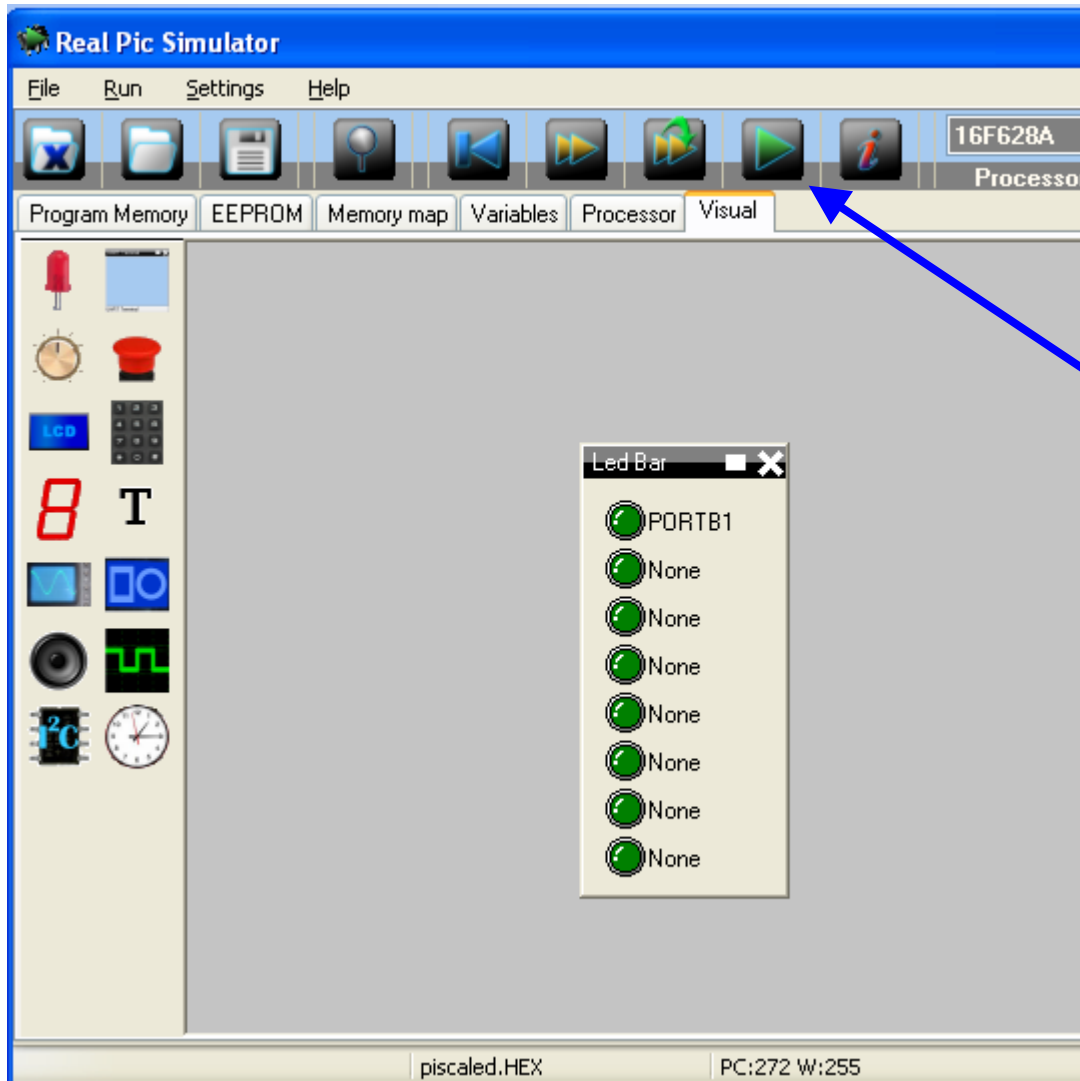 Real Pic Simulator
File Run Settings Help
16F628A
Processo
Program Memory EEPROM Memory map Variables Processor Visual
LCD
T
I²C
Led Bar
PORTB1
None
None
None
None
None
None
None
piscaled.HEX PC:272 W:255